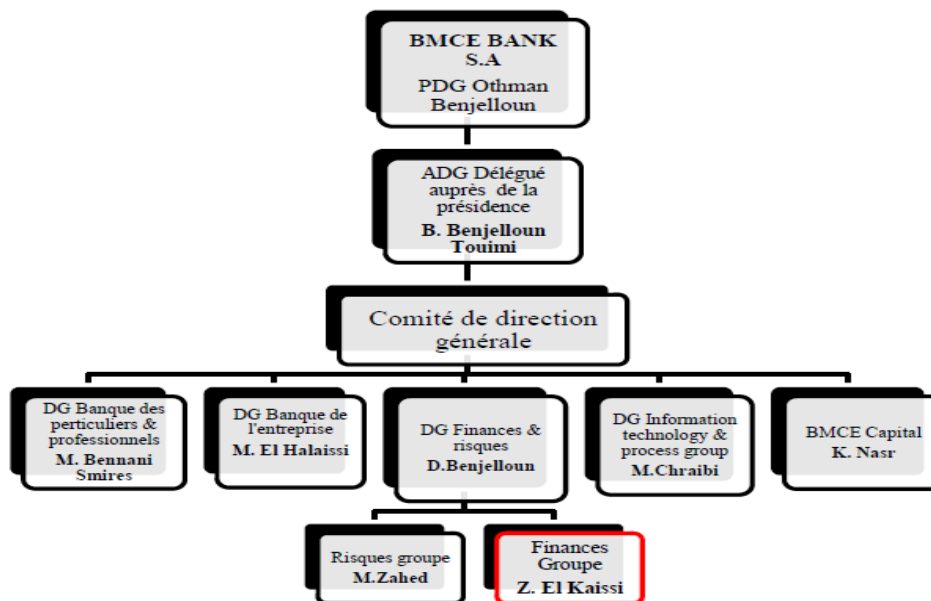 BMCE BANK
S.A
PDG Othman
Benjelloun
ADG Délégué
auprès de la
présidence
B. Benjelloun
Touimi
Comité de direction
générale
DG Banque des
perticuliers &
professionnels
M. Bennani
Smires
DG Banque de
l'entreprise
M. El Halaissi
DG Finances &
risques
D.Benjelloun
DG Information
technology &
process group
M.Chraibi
BMCE Capital
K. Nasr
Risques groupe
M.Zahed
Finances
Groupe
Z. El Kaissi